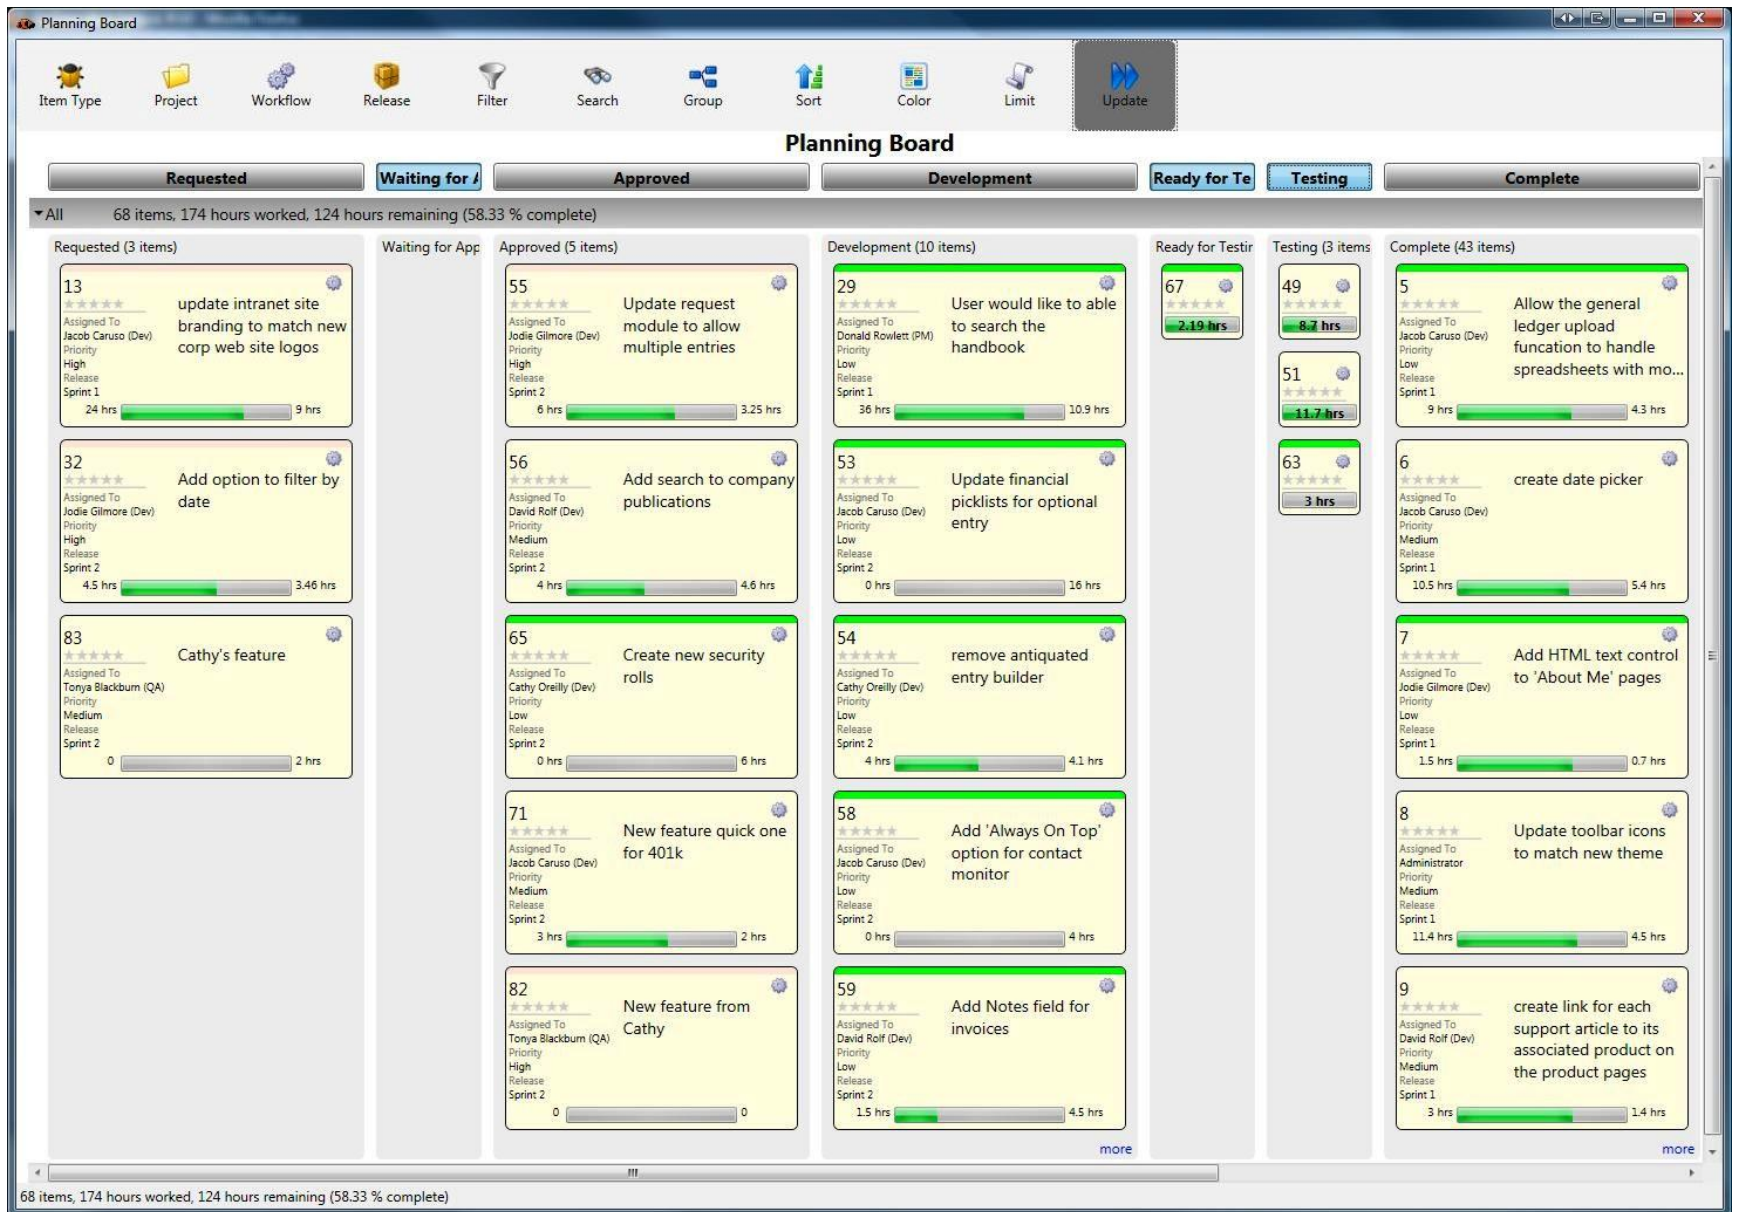 Planning Board
Item Type
Project
Workflow
Release
Filter
Search
Group
Sort
Color
Limit
Update
Planning Board
Requested
Waiting for A
Approved
Development
Ready for Te
Testing
Complete
All 68 items, 174 hours worked, 124 hours remaining (58.33 % complete)
Requested (3 items)
13
update intranet site
branding to match new
corp web site logos
Assigned To
Jacob Caruso (Dev)
Priority
High
Release
Sprint 1
24 hrs 9 hrs
32
Add option to filter by
date
Assigned To
Jodie Gilmore (Dev)
Priority
High
Release
Sprint 2
4.5 hrs 3.46 hrs
83
Cathy's feature
Assigned To
Tonya Blackburn (QA)
Priority
Medium
Release
Sprint 2
0 2 hrs
Waiting for App
Approved (5 items)
55
Update request
module to allow
multiple entries
Assigned To
Jodie Gilmore (Dev)
Priority
High
Release
Sprint 2
6 hrs 3.25 hrs
56
Add search to company
publications
Assigned To
David Rolf (Dev)
Priority
Medium
Release
Sprint 2
4 hrs 4.6 hrs
65
Create new security
rolls
Assigned To
Cathy Oreilly (Dev)
Priority
Low
Release
Sprint 2
0 hrs 6 hrs
71
New feature quick one
for 401k
Assigned To
Jacob Caruso (Dev)
Priority
Medium
Release
Sprint 2
3 hrs 2 hrs
82
New feature from
Cathy
Assigned To
Tonya Blackburn (QA)
Priority
High
Release
Sprint 2
0 0
Development (10 items)
29
User would like to able
to search the
handbook
Assigned To
Donald Rowlett (PM)
Priority
Low
Release
Sprint 1
36 hrs 10.9 hrs
53
Update financial
picklists for optional
entry
Assigned To
Jacob Caruso (Dev)
Priority
Low
Release
Sprint 2
0 hrs 16 hrs
54
remove antiquated
entry builder
Assigned To
Cathy Oreilly (Dev)
Priority
Low
Release
Sprint 2
4 hrs 4.1 hrs
58
Add 'Always On Top'
option for contact
monitor
Assigned To
Jacob Caruso (Dev)
Priority
Low
Release
Sprint 2
0 hrs 4 hrs
59
Add Notes field for
invoices
Assigned To
David Rolf (Dev)
Priority
Low
Release
Sprint 2
1.5 hrs 4.5 hrs
more
Ready for Testin
67
2.19 hrs
Testing (3 items
49
8.7 hrs
51
11.7 hrs
63
3 hrs
Complete (43 items)
5
Allow the general
ledger upload
funcation to handle
spreadsheets with mo...
Assigned To
Jacob Caruso (Dev)
Priority
Low
Release
Sprint 1
9 hrs 4.3 hrs
6
create date picker
Assigned To
Jacob Caruso (Dev)
Priority
Medium
Release
Sprint 1
10.5 hrs 5.4 hrs
7
Add HTML text control
to 'About Me' pages
Assigned To
Jodie Gilmore (Dev)
Priority
Low
Release
Sprint 1
1.5 hrs 0.7 hrs
8
Update toolbar icons
to match new theme
Assigned To
Administrator
Priority
Medium
Release
Sprint 1
11.4 hrs 4.5 hrs
9
create link for each
support article to its
associated product on
the product pages
Assigned To
David Rolf (Dev)
Priority
Medium
Release
Sprint 1
3 hrs 1.4 hrs
more
68 items, 174 hours worked, 124 hours remaining (58.33 % complete)